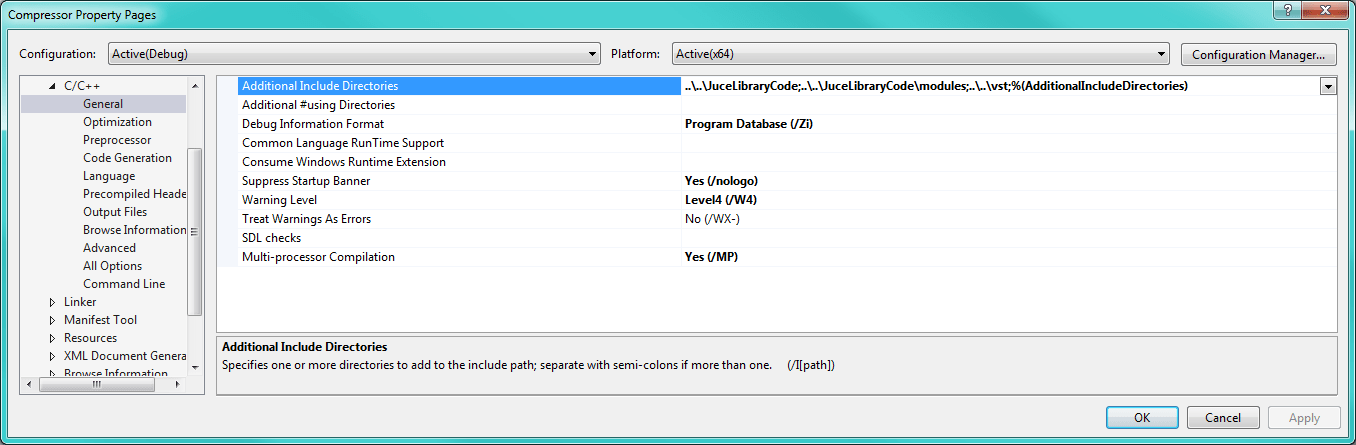 Compressor Property Pages
Configuration: Active(Debug) Platform: Active(x64) Configuration Manager...
C/C++
General
Optimization
Preprocessor
Code Generation
Language
Precompiled Heade
Output Files
Browse Information
Advanced
All Options
Command Line
Linker
Manifest Tool
Resources
XML Document Genera
Browse Information
Additional Include Directories ..\..\JuceLibraryCode;..\..\JuceLibraryCode\modules;..\..\vst;%(AdditionalIncludeDirectories)
Additional #using Directories
Debug Information Format Program Database (/Zi)
Common Language RunTime Support
Consume Windows Runtime Extension
Suppress Startup Banner Yes (/nologo)
Warning Level Level4 (/W4)
Treat Warnings As Errors No (/WX-)
SDL checks
Multi-processor Compilation Yes (/MP)
Additional Include Directories
Specifies one or more directories to add to the include path; separate with semi-colons if more than one. (/I[path])
OK Cancel Apply